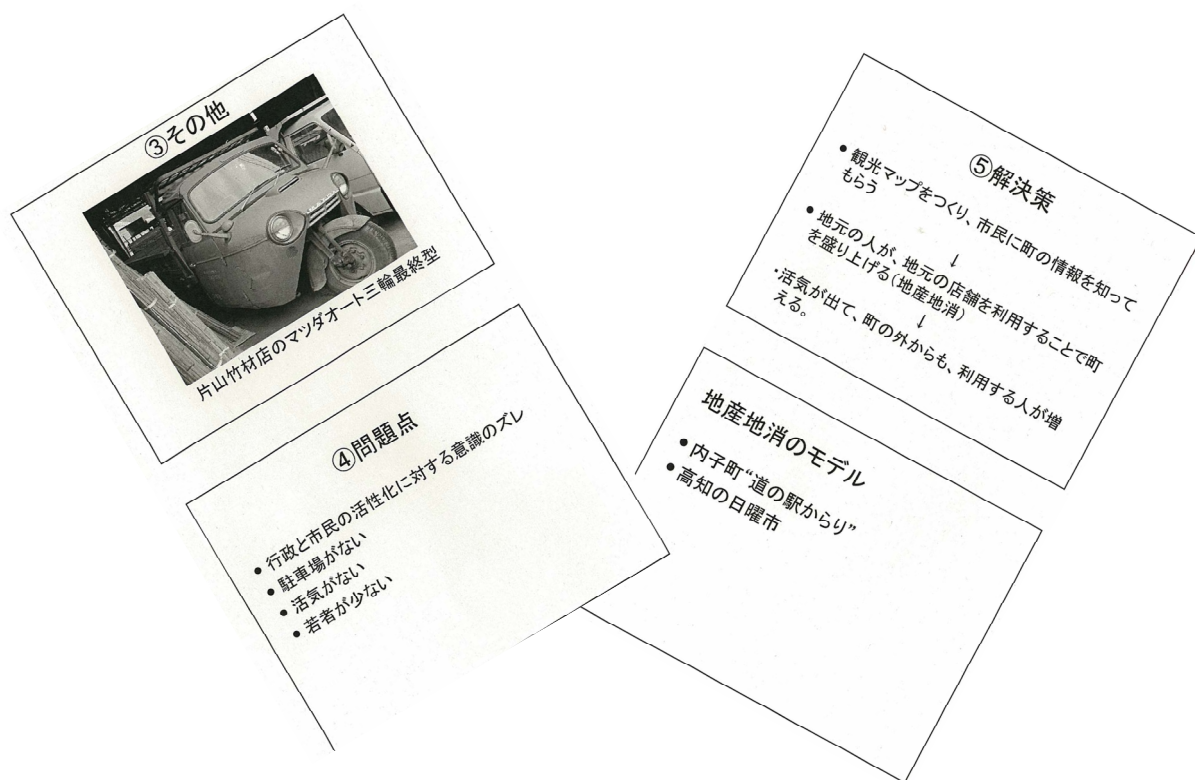 ③その他
片山竹材店のマツダオート三輪最終型
④問題点
● 行政と市民の活性化に対する意識のズレ
● 駐車場がない
● 活気がない
● 若者が少ない
⑤解決策
● 観光マップをつくり、市民に町の情報を知って
もらう
↓
● 地元の人が、地元の店舗を利用することで町
を盛り上げる(地産地消)
↓
・活気が出て、町の外からも、利用する人が増
える。
地産地消のモデル
● 内子町“道の駅からり”
● 高知の日曜市